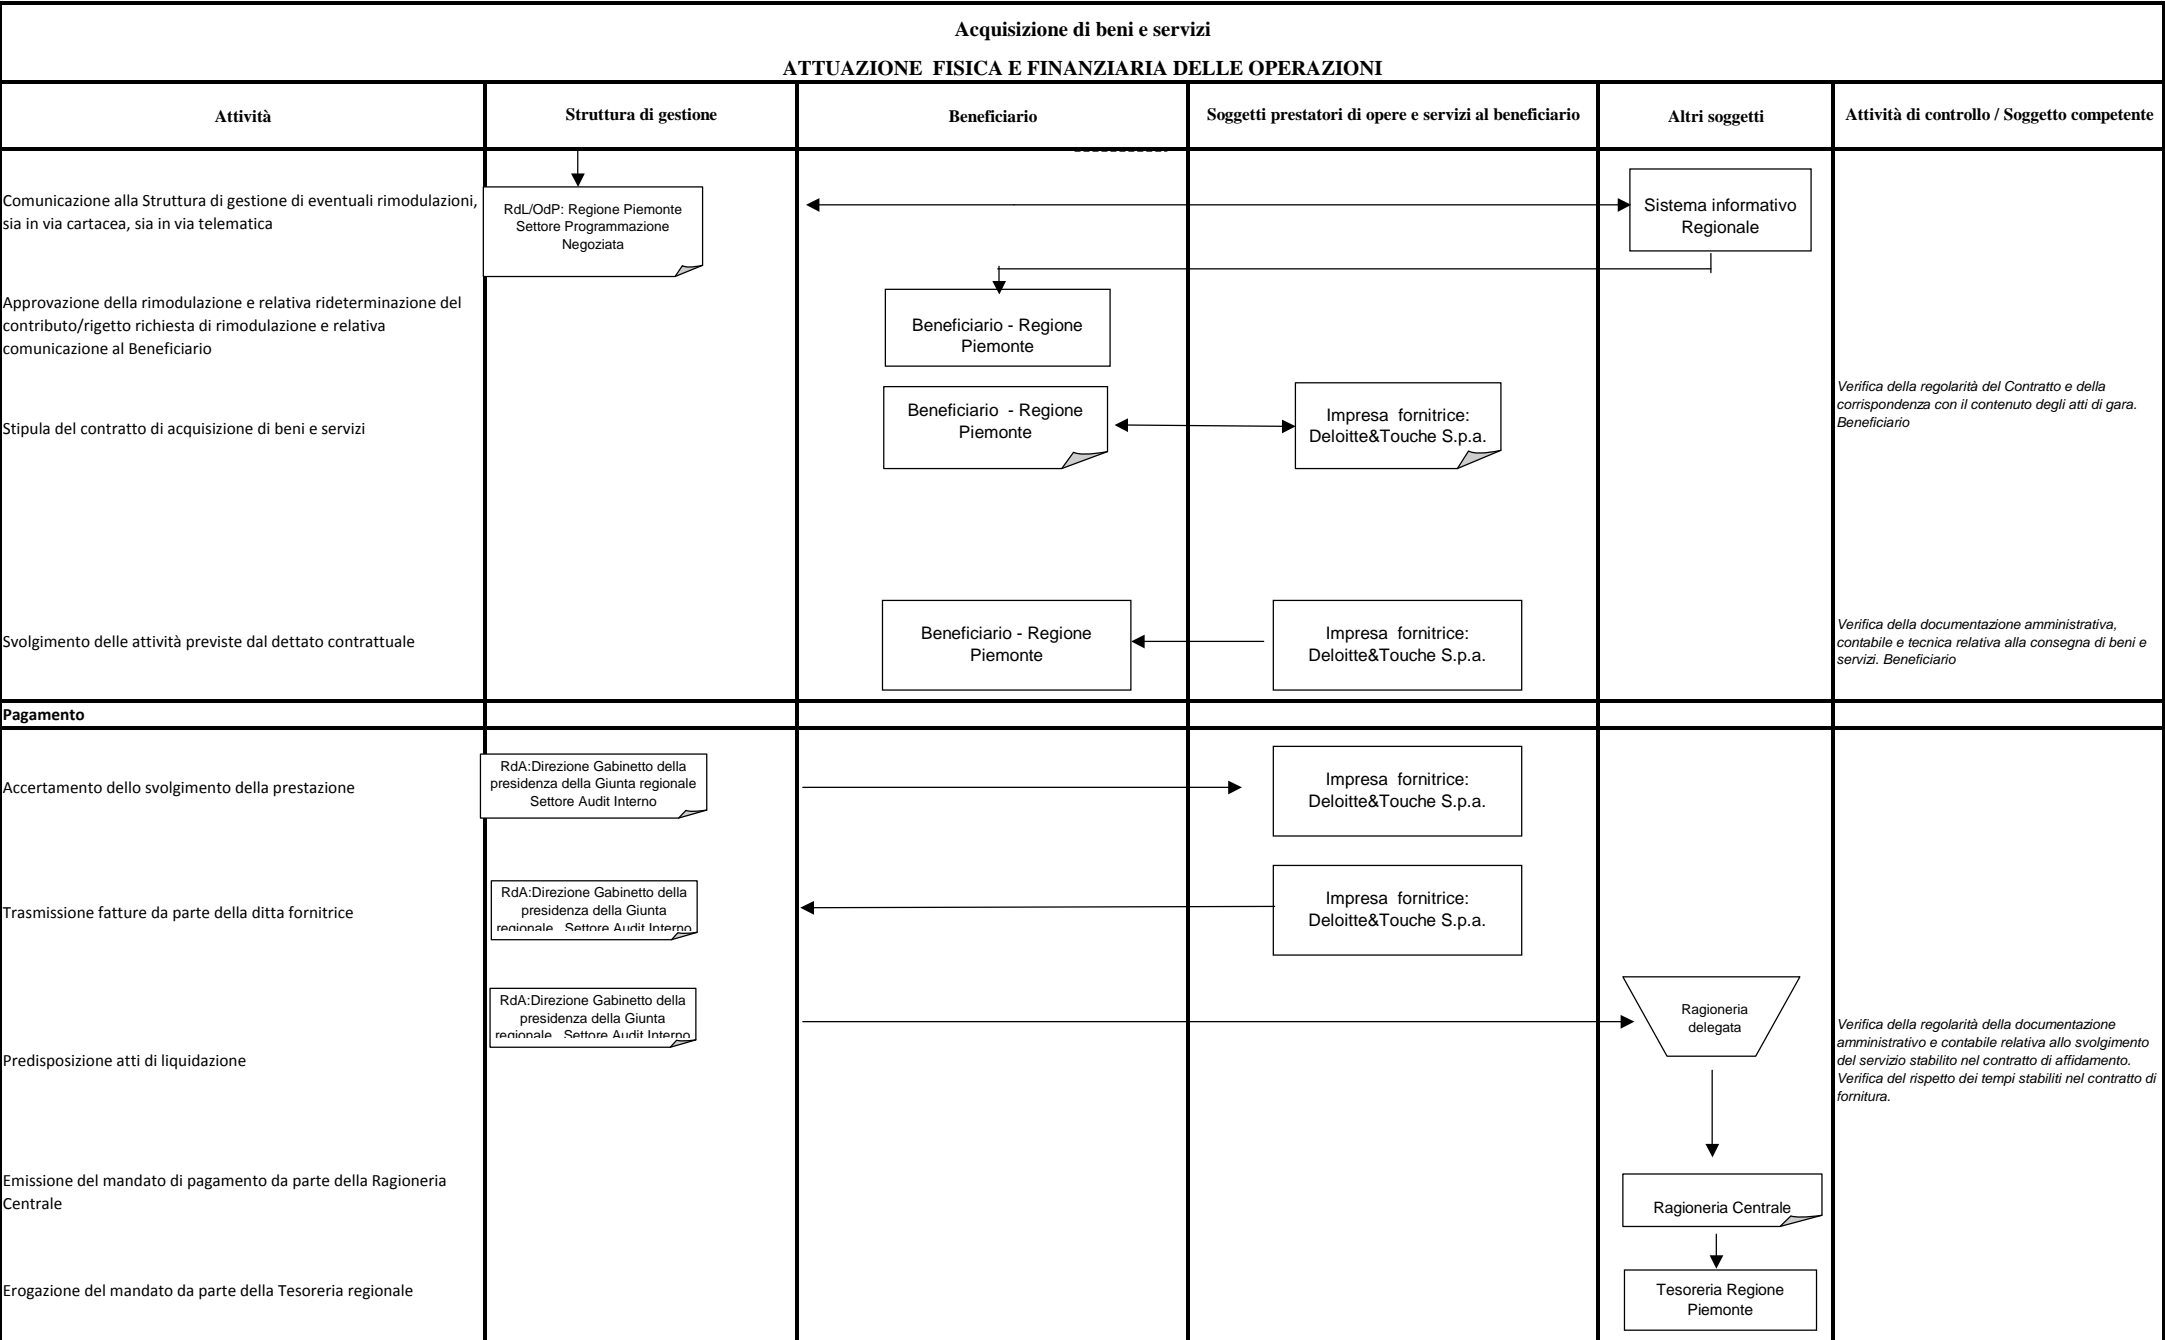 Acquisizione di beni e servizi
ATTUAZIONE FISICA E FINANZIARIA DELLE OPERAZIONI
Attività
Struttura di gestione
Beneficiario
Soggetti prestatori di opere e servizi al beneficiario
Altri soggetti
Attività di controllo / Soggetto competente
Comunicazione alla Struttura di gestione di eventuali rimodulazioni,
sia in via cartacea, sia in via telematica
RdL/OdP: Regione Piemonte
Settore Programmazione
Negoziata
Sistema informativo
Regionale
Approvazione della rimodulazione e relativa rideterminazione del
contributo/rigetto richiesta di rimodulazione e relativa
comunicazione al Beneficiario
Beneficiario - Regione
Piemonte
Stipula del contratto di acquisizione di beni e servizi
Beneficiario - Regione
Piemonte
Impresa fornitrice:
Deloitte&Touche S.p.a.
Verifica della regolarità del Contratto e della
corrispondenza con il contenuto degli atti di gara.
Beneficiario
Svolgimento delle attività previste dal dettato contrattuale
Beneficiario - Regione
Piemonte
Impresa fornitrice:
Deloitte&Touche S.p.a.
Verifica della documentazione amministrativa,
contabile e tecnica relativa alla consegna di beni e
servizi. Beneficiario
Pagamento
Accertamento dello svolgimento della prestazione
RdA:Direzione Gabinetto della
presidenza della Giunta regionale
Settore Audit Interno
Impresa fornitrice:
Deloitte&Touche S.p.a.
Trasmissione fatture da parte della ditta fornitrice
RdA:Direzione Gabinetto della
presidenza della Giunta
regionale Settore Audit Interno
Impresa fornitrice:
Deloitte&Touche S.p.a.
Predisposizione atti di liquidazione
RdA:Direzione Gabinetto della
presidenza della Giunta
regionale Settore Audit Interno
Ragioneria
delegata
Verifica della regolarità della documentazione
amministrativo e contabile relativa allo svolgimento
del servizio stabilito nel contratto di affidamento.
Verifica del rispetto dei tempi stabiliti nel contratto di
fornitura.
Emissione del mandato di pagamento da parte della Ragioneria
Centrale
Ragioneria Centrale
Erogazione del mandato da parte della Tesoreria regionale
Tesoreria Regione
Piemonte